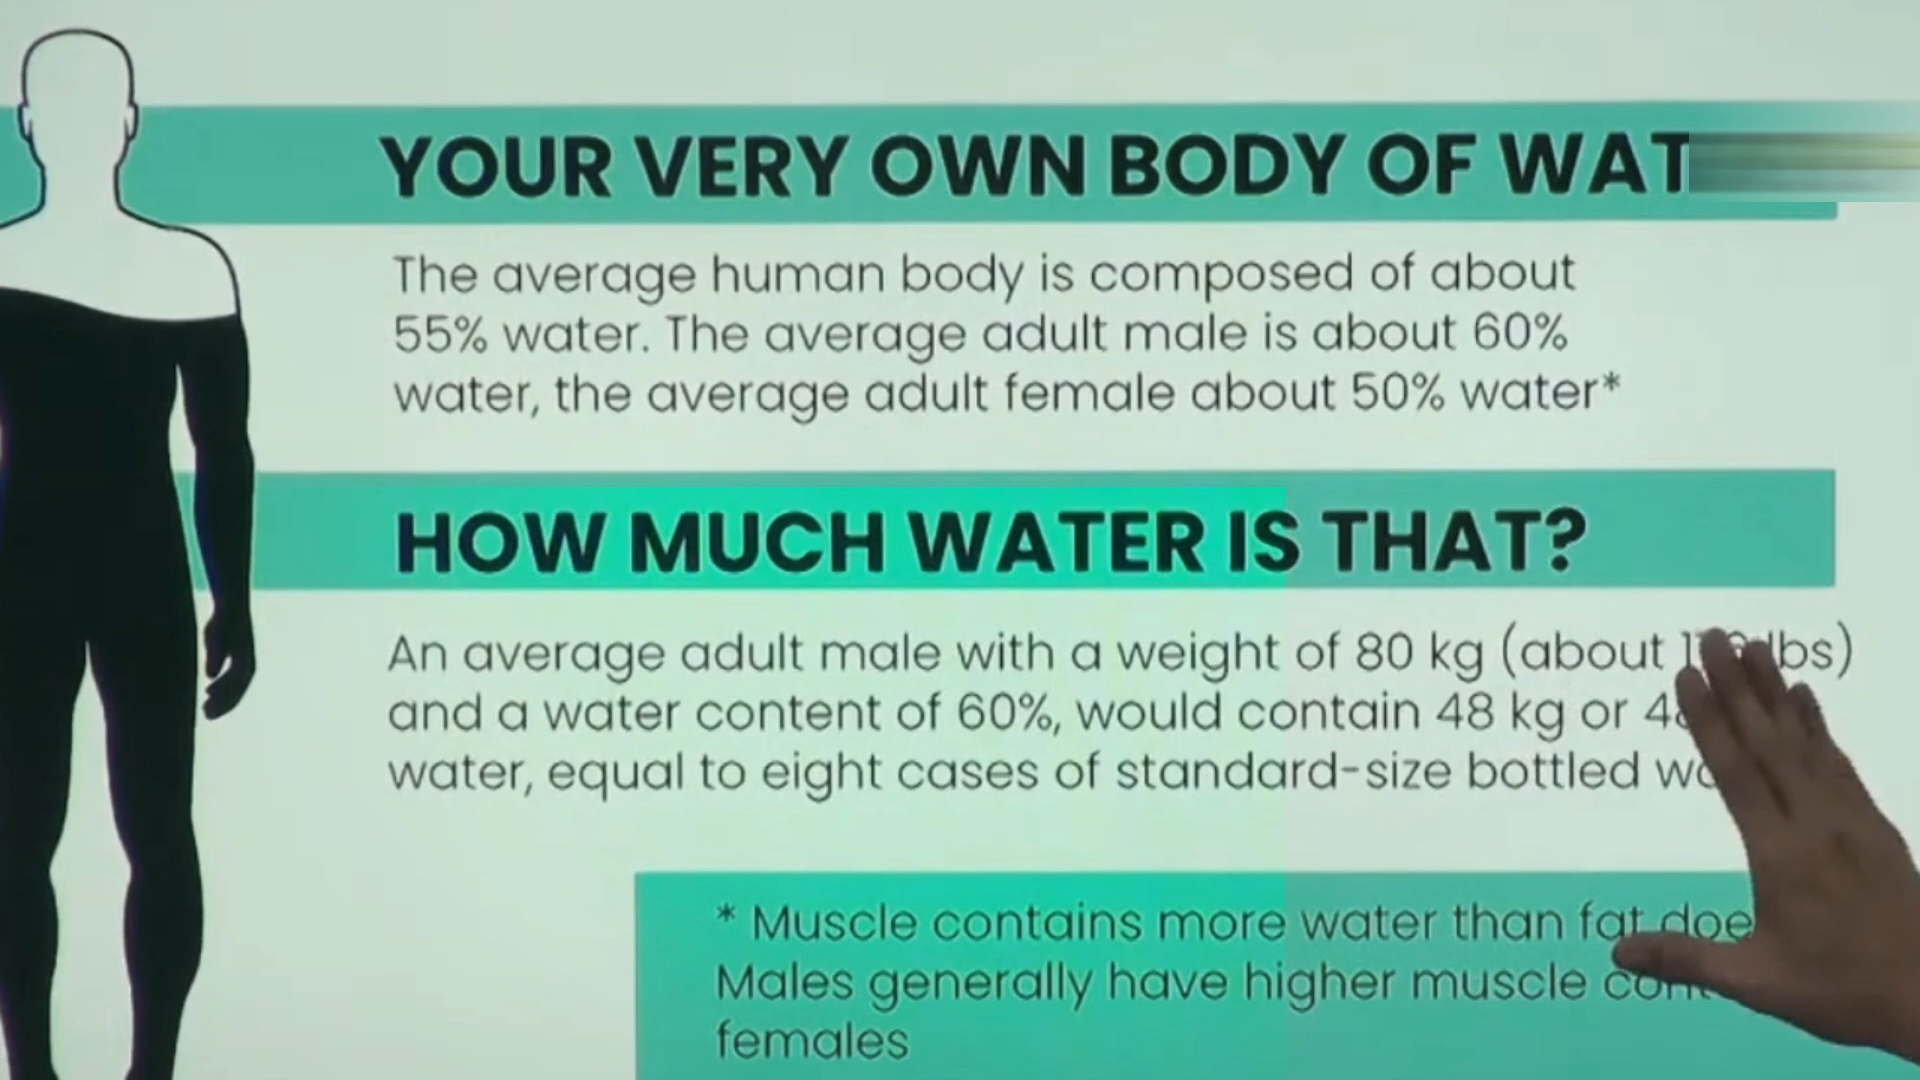 YOUR VERY OWN BODY OF
The average human body is composed of about
55% water. The average adult male is about 60%
water, the average adult female about 50% water*
HOW MUCH WATER IS THAT?
An average adult male with a weight of 80 kg (about lbs)
and a water content of 60%, would contain 48 kg or
water, equal to eight cases of standard-size bottled
* Muscle contains more water than fat
Males generally have higher muscle
females